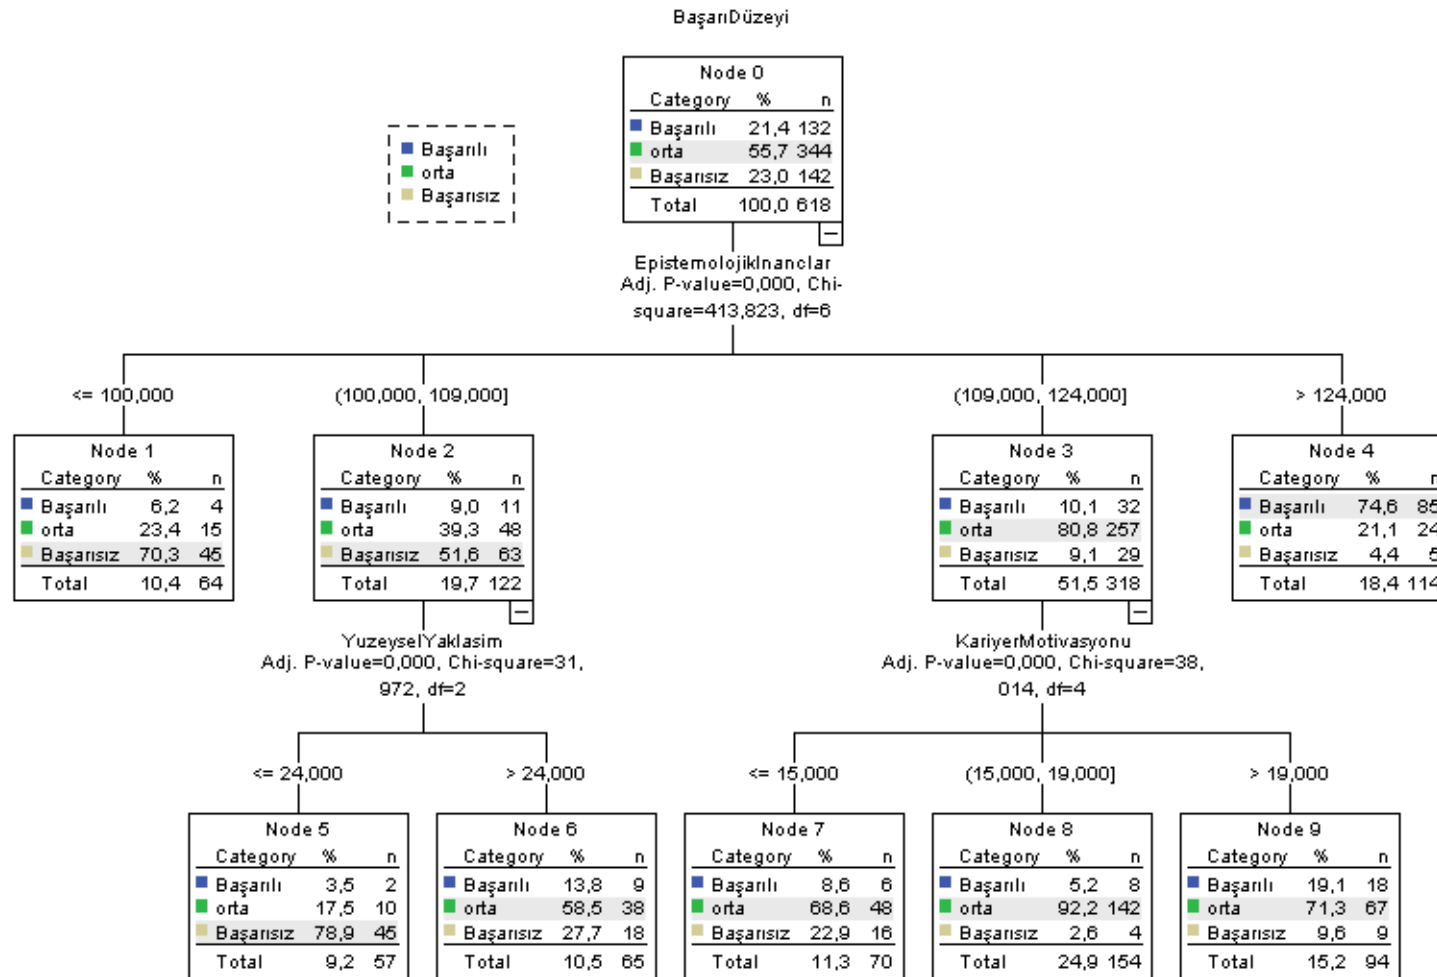 BaşarıDüzeyi
Node 0
Category % n
Başarılı 21,4 132
orta 55,7 344
Başarısız 23,0 142
Total 100,0 618
Başarılı
orta
Başarısız
EpistemolojikInanclar
Adj. P-value=0,000, Chi-
square=413,823, df=6
<= 100,000
(100,000, 109,000]
(109,000, 124,000]
> 124,000
Node 1
Category % n
Başarılı 6,2 4
orta 23,4 15
Başarısız 70,3 45
Total 10,4 64
Node 2
Category % n
Başarılı 9,0 11
orta 39,3 48
Başarısız 51,6 63
Total 19,7 122
Node 3
Category % n
Başarılı 10,1 32
orta 80,8 257
Başarısız 9,1 29
Total 51,5 318
Node 4
Category % n
Başarılı 74,6 85
orta 21,1 24
Başarısız 4,4 5
Total 18,4 114
YuzeyselYaklasim
Adj. P-value=0,000, Chi-square=31,
972, df=2
KariyerMotivasyonu
Adj. P-value=0,000, Chi-square=38,
014, df=4
<= 24,000
> 24,000
<= 15,000
(15,000, 19,000]
> 19,000
Node 5
Category % n
Başarılı 3,5 2
orta 17,5 10
Başarısız 78,9 45
Total 9,2 57
Node 6
Category % n
Başarılı 13,8 9
orta 58,5 38
Başarısız 27,7 18
Total 10,5 65
Node 7
Category % n
Başarılı 8,6 6
orta 68,6 48
Başarısız 22,9 16
Total 11,3 70
Node 8
Category % n
Başarılı 5,2 8
orta 92,2 142
Başarısız 2,6 4
Total 24,9 154
Node 9
Category % n
Başarılı 19,1 18
orta 71,3 67
Başarısız 9,6 9
Total 15,2 94